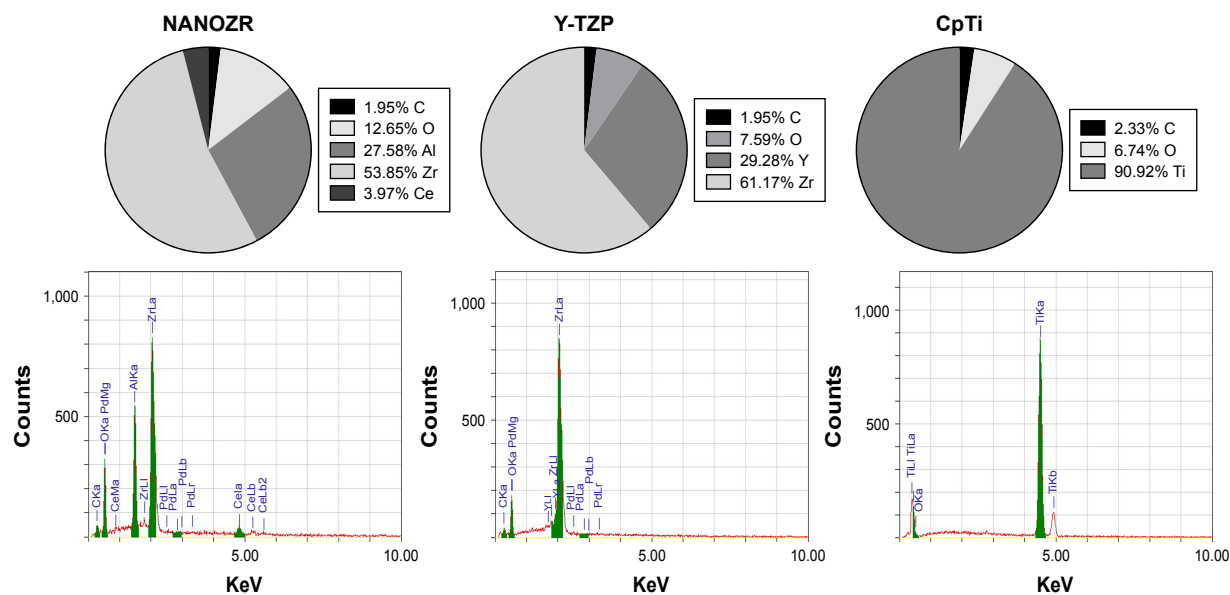 NANOZR
1.95% C
12.65% O
27.58% Al
53.85% Zr
3.97% Ce
Y-TZP
1.95% C
7.59% O
29.28% Y
61.17% Zr
CpTi
2.33% C
6.74% O
90.92% Ti
Counts
1,000
500
CKa
OKa PdMg
CeMa
AlKa
ZrLl
ZrLa
PdLl
PdLa
PdLb
PdLr
Cela
CeLb
CeLb2
5.00
10.00
KeV
Counts
1,000
500
CKa
OKa PdMg
YLl
YLa ZrLl
ZrLa
PdLl
PdLa
PdLb
PdLr
5.00
10.00
KeV
Counts
1,000
500
TiLl TiLa
OKa
TiKa
TiKb
5.00
10.00
KeV